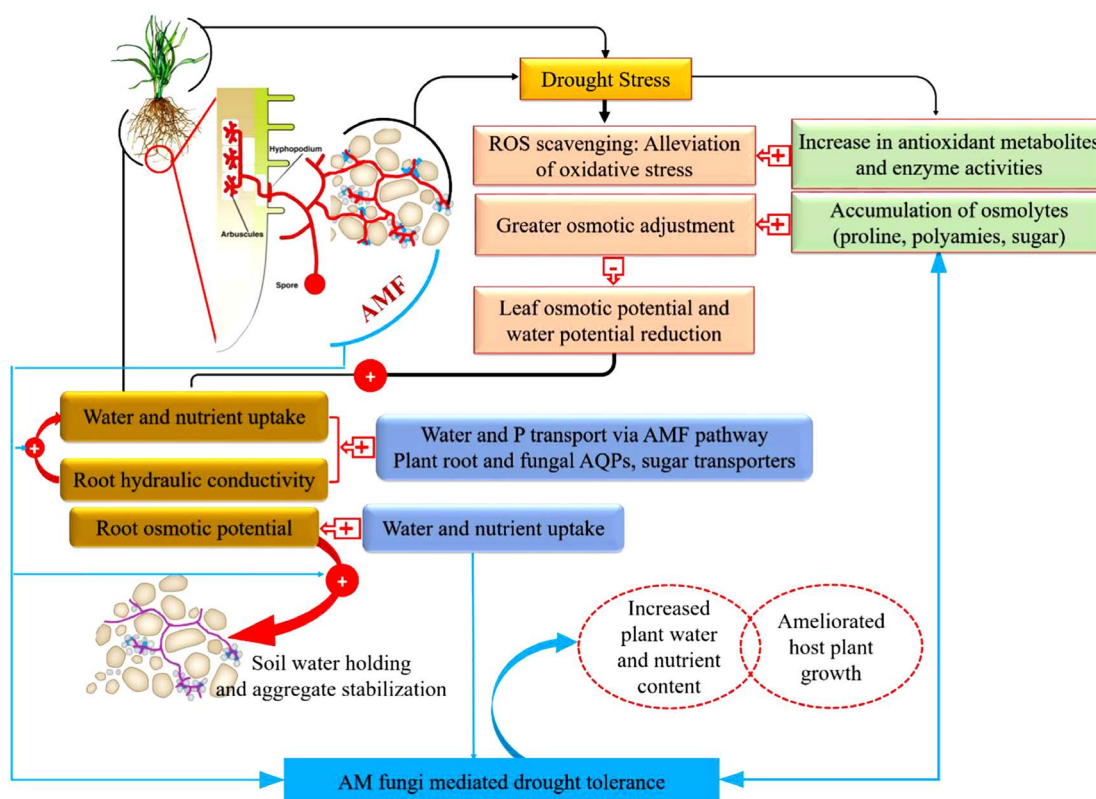 Drought Stress
Hyphopodium
Arbuscules
Spore
AMF
ROS scavenging: Alleviation
of oxidative stress
+
Increase in antioxidant metabolites
and enzyme activities
Greater osmotic adjustment
+
Accumulation of osmolytes
(proline, polyamies, sugar)
-
Leaf osmotic potential and
water potential reduction
+
Water and nutrient uptake
+
Root hydraulic conductivity
+
Water and P transport via AMF pathway
Plant root and fungal AQPs, sugar transporters
Root osmotic potential
+
Water and nutrient uptake
+
Soil water holding
and aggregate stabilization
Increased
plant water
and nutrient
content
Ameliorated
host plant
growth
AM fungi mediated drought tolerance